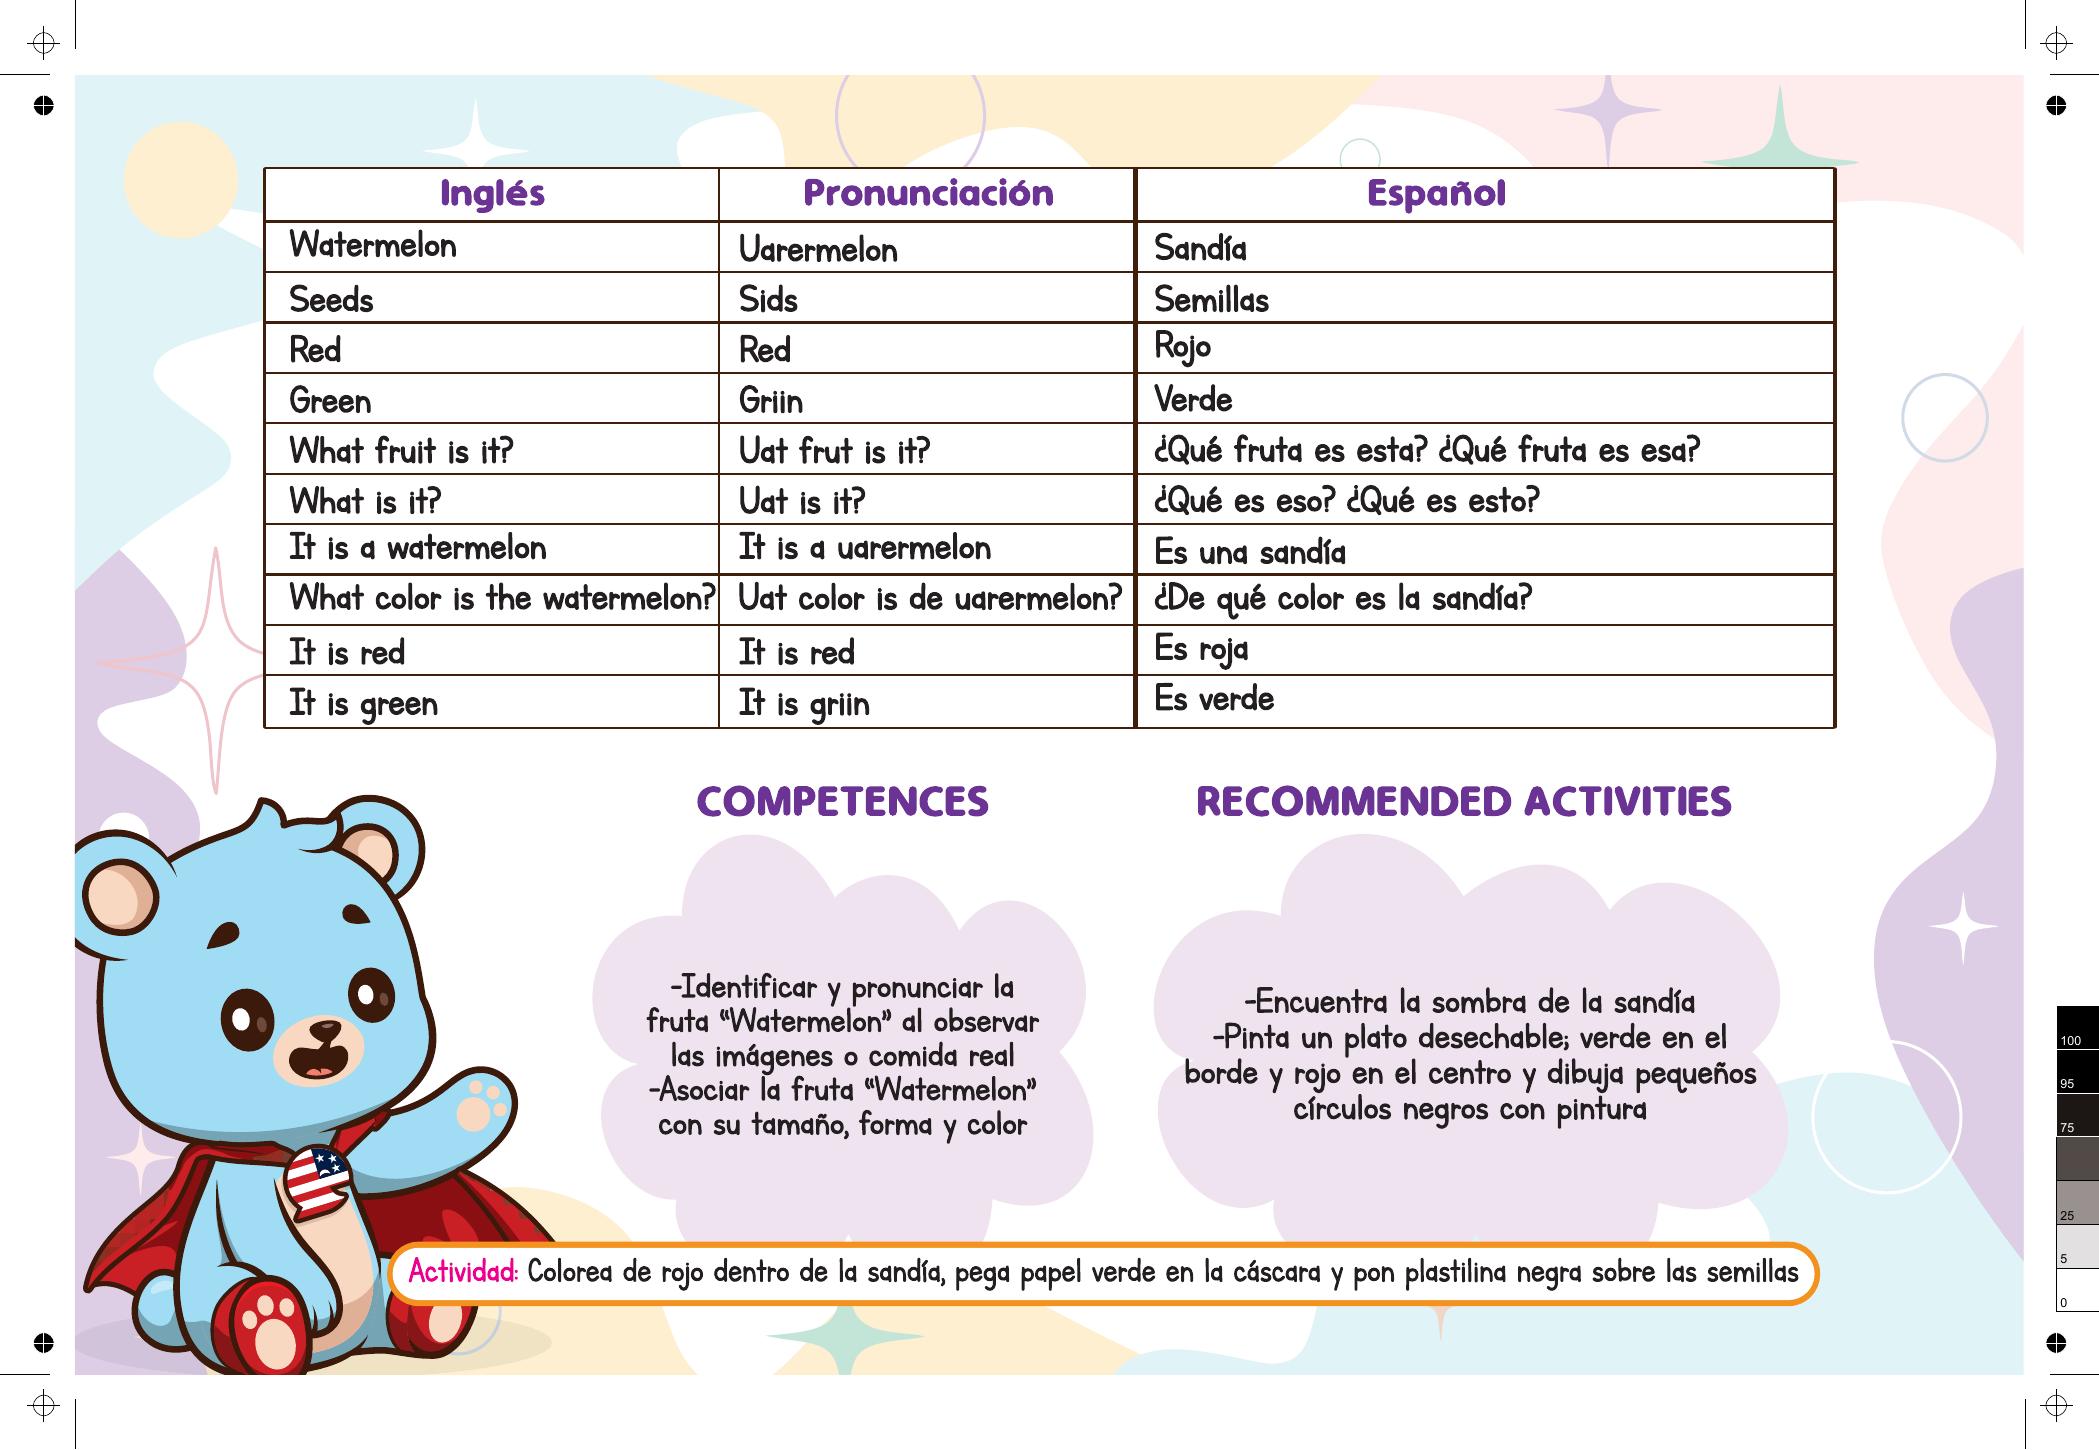 Inglés Pronunciación Español
Watermelon Uarermelon Sandía
Seeds Sids Semillas
Red Red Rojo
Green Griin Verde
What fruit is it? Uat frut is it? ¿Qué fruta es esta? ¿Qué fruta es esa?
What is it? Uat is it? ¿Qué es eso? ¿Qué es esto?
It is a watermelon It is a uarermelon Es una sandía
What color is the watermelon? Uat color is de uarermelon? ¿De qué color es la sandía?
It is red It is red Es roja
It is green It is griin Es verde
COMPETENCES
-Identificar y pronunciar la
fruta “Watermelon” al observar
las imágenes o comida real
-Asociar la fruta “Watermelon”
con su tamaño, forma y color
RECOMMENDED ACTIVITIES
-Encuentra la sombra de la sandía
-Pinta un plato desechable; verde en el
borde y rojo en el centro y dibuja pequeños
círculos negros con pintura
Actividad: Colorea de rojo dentro de la sandía, pega papel verde en la cáscara y pon plastilina negra sobre las semillas
100
95
75
25
5
0